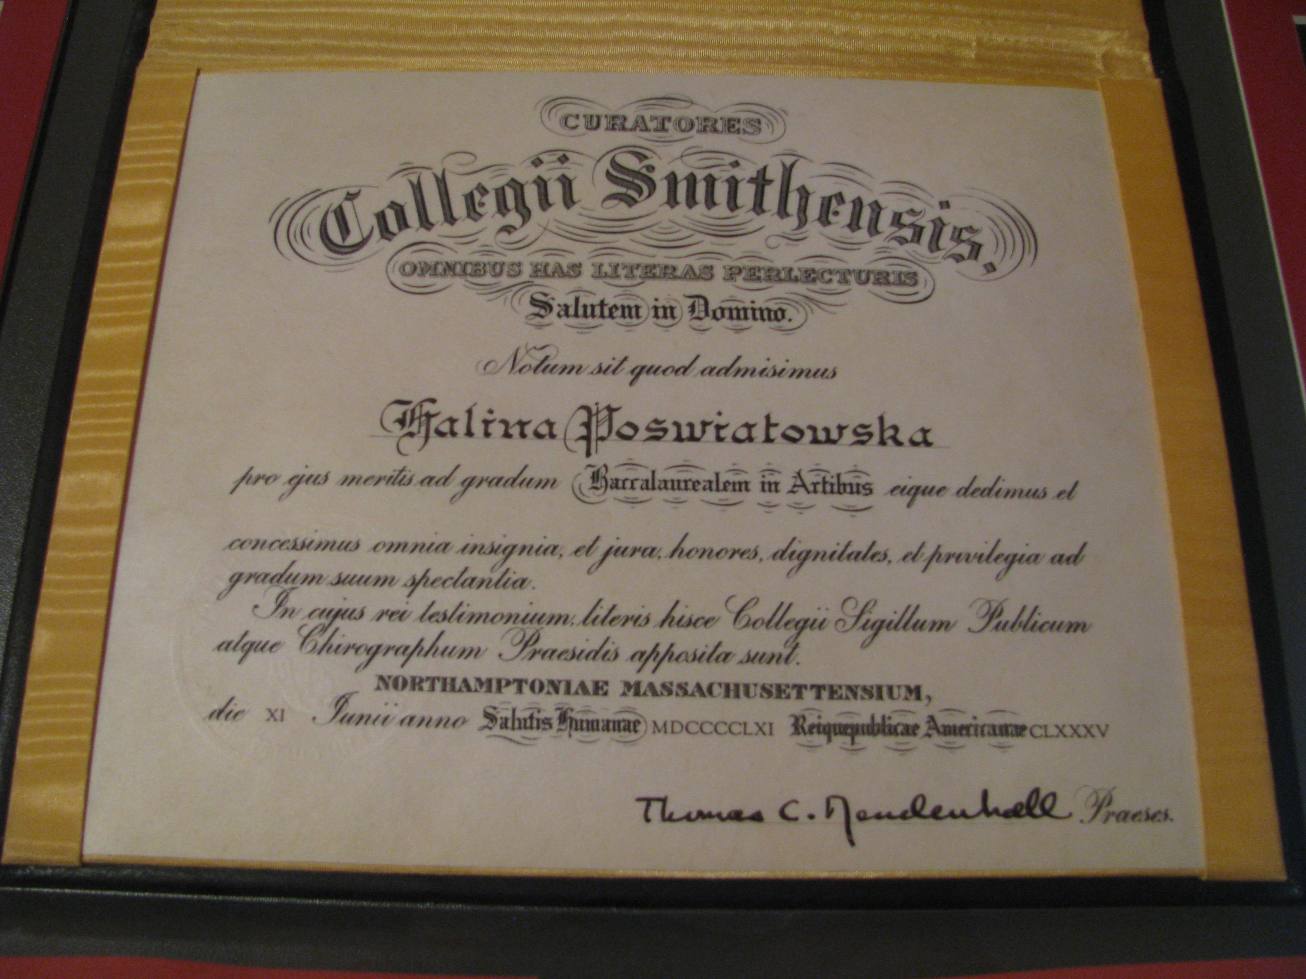 CURATORES
Collegii Smithensis,
OMNIBUS HAS LITERAS PERLECTURIS
Salutem in Domino.
Notum sit quod admisimus
Halina Poswiatowska
pro ejus meritis ad gradum Baccalaurealem in Artibus eique dedimus et
concessimus omnia insignia, et jura, honores, dignitates, et privilegia ad
gradum suum spectantia.
In cujus rei testimonium, literis hisce Collegii Sigillum Publicum
atque Chirographum Praesidis apposita sunt.
NORTHAMPTONIAE MASSACHUSETTENSIUM,
die XI Junii anno Salutis Humanae MDCCCCLXI Reiquepublicae Americanae CLXXXV
Thomas C. Mendenhall Praeses.